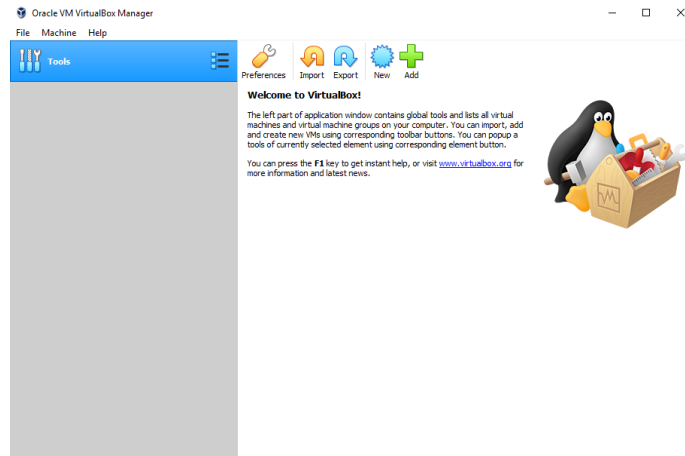 Oracle VM VirtualBox Manager
File Machine Help
Tools
Preferences Import Export New Add
Welcome to VirtualBox!
The left part of application window contains global tools and lists all virtual
machines and virtual machine groups on your computer. You can import, add
and create new VMs using corresponding toolbar buttons. You can popup a
tools of currently selected element using corresponding element button.
You can press the F1 key to get instant help, or visit www.virtualbox.org for
more information and latest news.